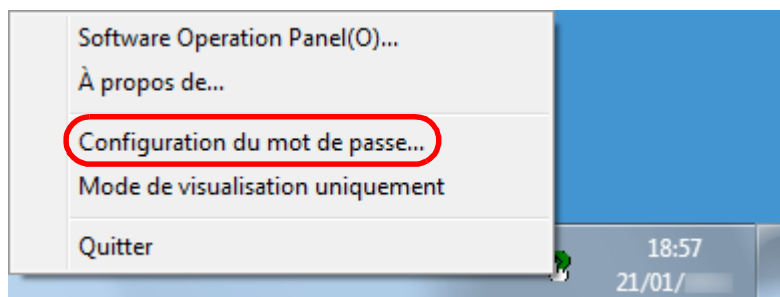 Software Operation Panel(O)...
À propos de...
Configuration du mot de passe...
Mode de visualisation uniquement
Quitter
18:57
21/01/